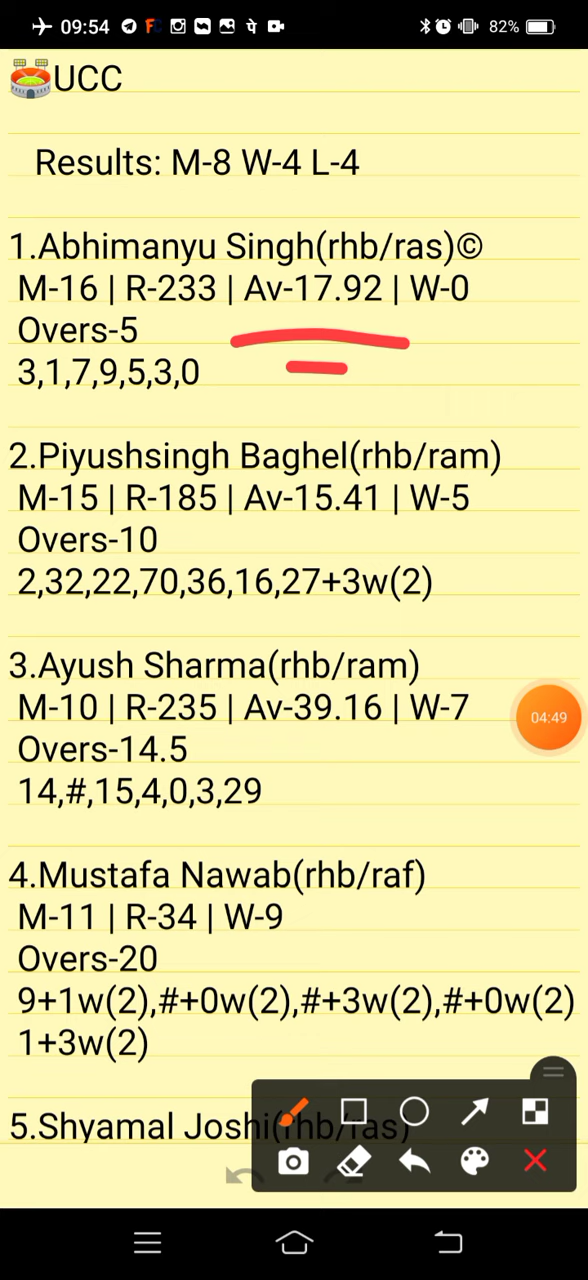 09:54
82%
UCC
Results: M-8 W-4 L-4
1.Abhimanyu Singh(rhb/ras)©
M-16 | R-233 | Av-17.92 | W-0
Overs-5
3,1,7,9,5,3,0
2.Piyushsingh Baghel(rhb/ram)
M-15 | R-185 | Av-15.41 | W-5
Overs-10
2,32,22,70,36,16,27+3w(2)
3.Ayush Sharma(rhb/ram)
M-10 | R-235 | Av-39.16 | W-7
Overs-14.5
14,#,15,4,0,3,29
04:49
4.Mustafa Nawab(rhb/raf)
M-11 | R-34 | W-9
Overs-20
9+1w(2),#+0w(2),#+3w(2),#+0w(2)
1+3w(2)
5.Shyamal Joshi(rhb/ras)